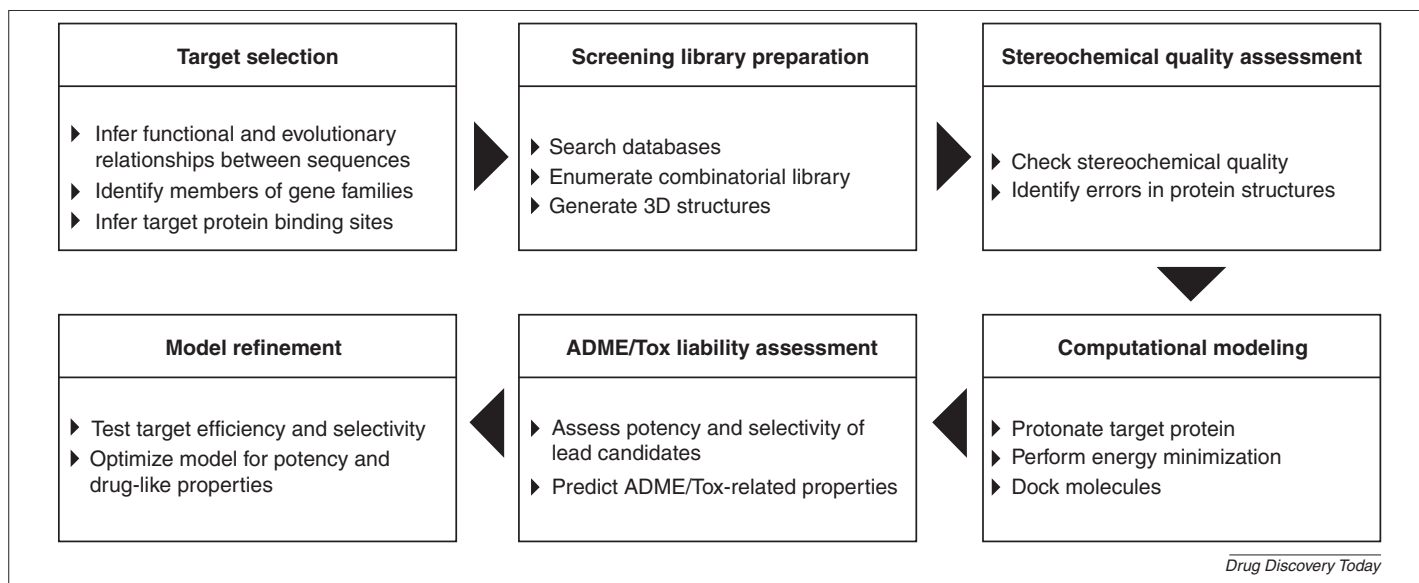 Target selection
Infer functional and evolutionary
relationships between sequences
Identify members of gene families
Infer target protein binding sites
Screening library preparation
Search databases
Enumerate combinatorial library
Generate 3D structures
Stereochemical quality assessment
Check stereochemical quality
Identify errors in protein structures
Computational modeling
Protonate target protein
Perform energy minimization
Dock molecules
ADME/Tox liability assessment
Assess potency and selectivity of
lead candidates
Predict ADME/Tox-related properties
Model refinement
Test target efficiency and selectivity
Optimize model for potency and
drug-like properties
Drug Discovery Today